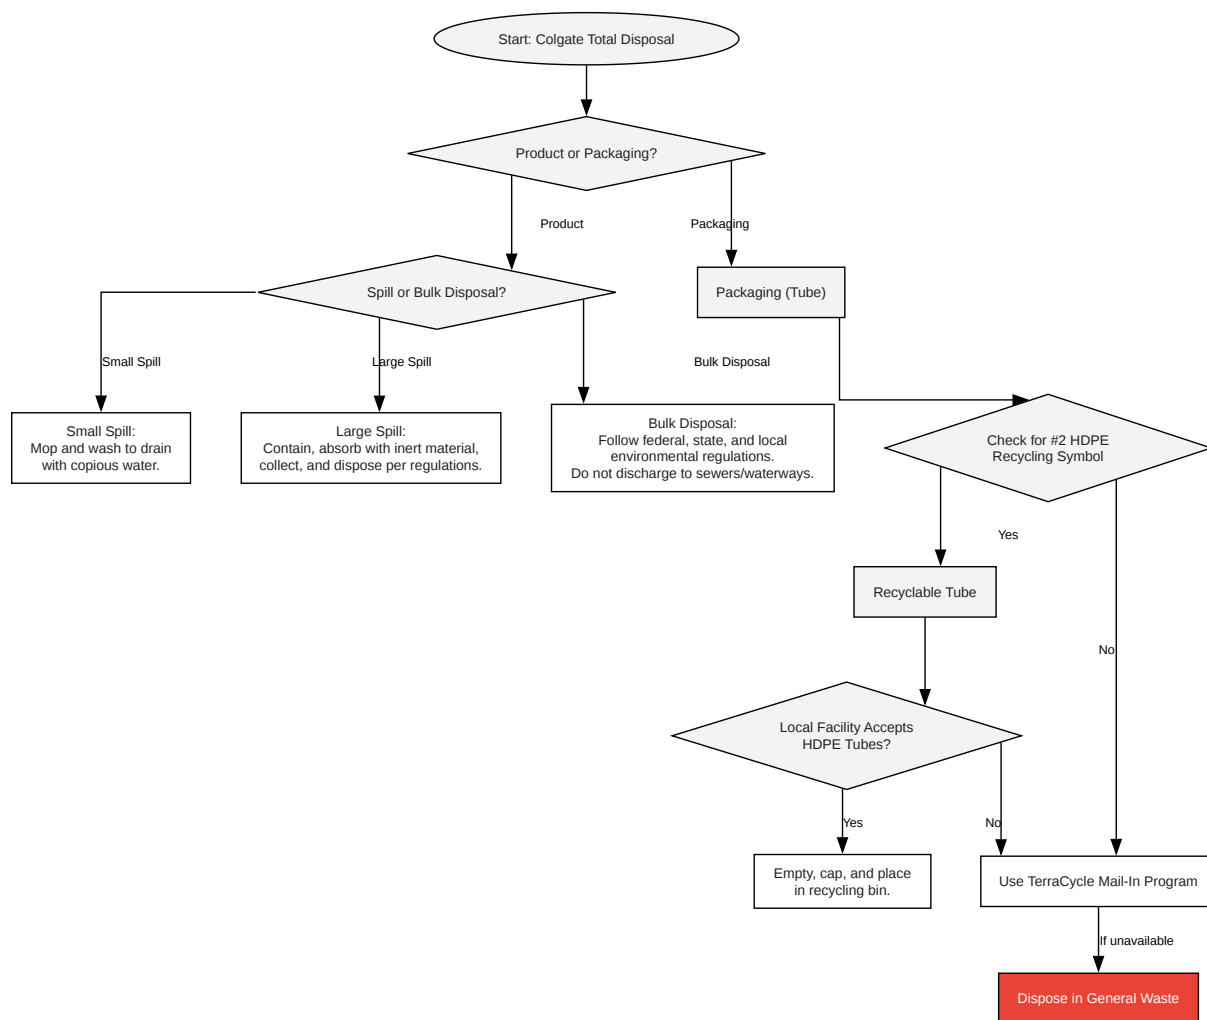 Start: Colgate Total Disposal
Product or Packaging?
Product
Packaging
Spill or Bulk Disposal?
Packaging (Tube)
Small Spill
Large Spill
Bulk Disposal
Small Spill:
Mop and wash to drain
with copious water.
Large Spill:
Contain, absorb with inert material,
collect, and dispose per regulations.
Bulk Disposal:
Follow federal, state, and local
environmental regulations.
Do not discharge to sewers/waterways.
Check for #2 HDPE
Recycling Symbol
Yes
Recyclable Tube
No
Local Facility Accepts
HDPE Tubes?
Yes
No
Empty, cap, and place
in recycling bin.
Use TerraCycle Mail-In Program
If unavailable
Dispose in General Waste